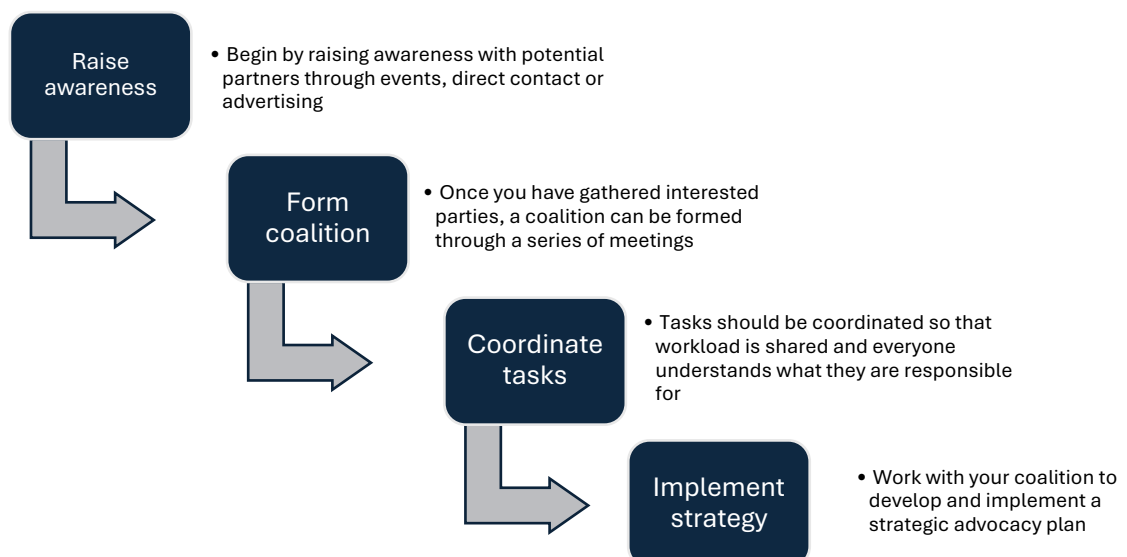 Raise
awareness
• Begin by raising awareness with potential
partners through events, direct contact or
advertising
Form
coalition
• Once you have gathered interested
parties, a coalition can be formed
through a series of meetings
Coordinate
tasks
• Tasks should be coordinated so that
workload is shared and everyone
understands what they are responsible
for
Implement
strategy
• Work with your coalition to
develop and implement a
strategic advocacy plan